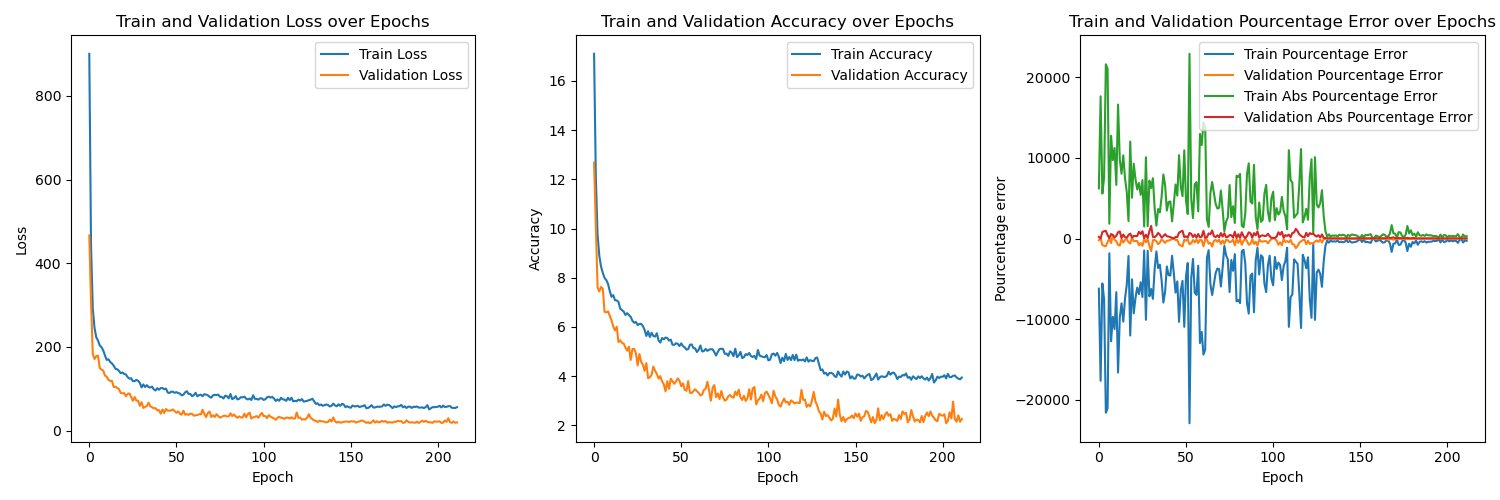 Train and Validation Loss over Epochs
Train Loss
Validation Loss
Loss
800
600
400
200
0
0 50 100 150 200
Epoch
Train and Validation Accuracy over Epochs
Train Accuracy
Validation Accuracy
Accuracy
16
14
12
10
8
6
4
2
0 50 100 150 200
Epoch
Train and Validation Pourcentage Error over Epochs
Train Pourcentage Error
Validation Pourcentage Error
Train Abs Pourcentage Error
Validation Abs Pourcentage Error
Pourcentage error
20000
10000
0
−10000
−20000
0 50 100 150 200
Epoch